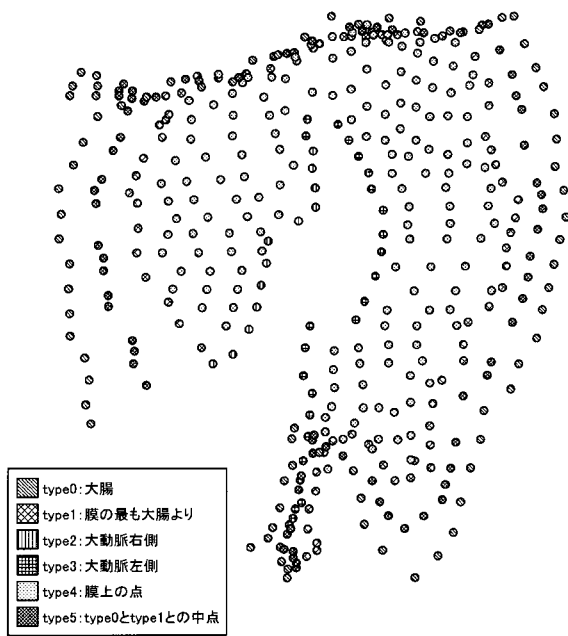 type0:大腸
type1:膜の最も大腸より
type2:大動脈右側
type3:大動脈左側
type4:膜上の点
type5:type0とtype1との中点